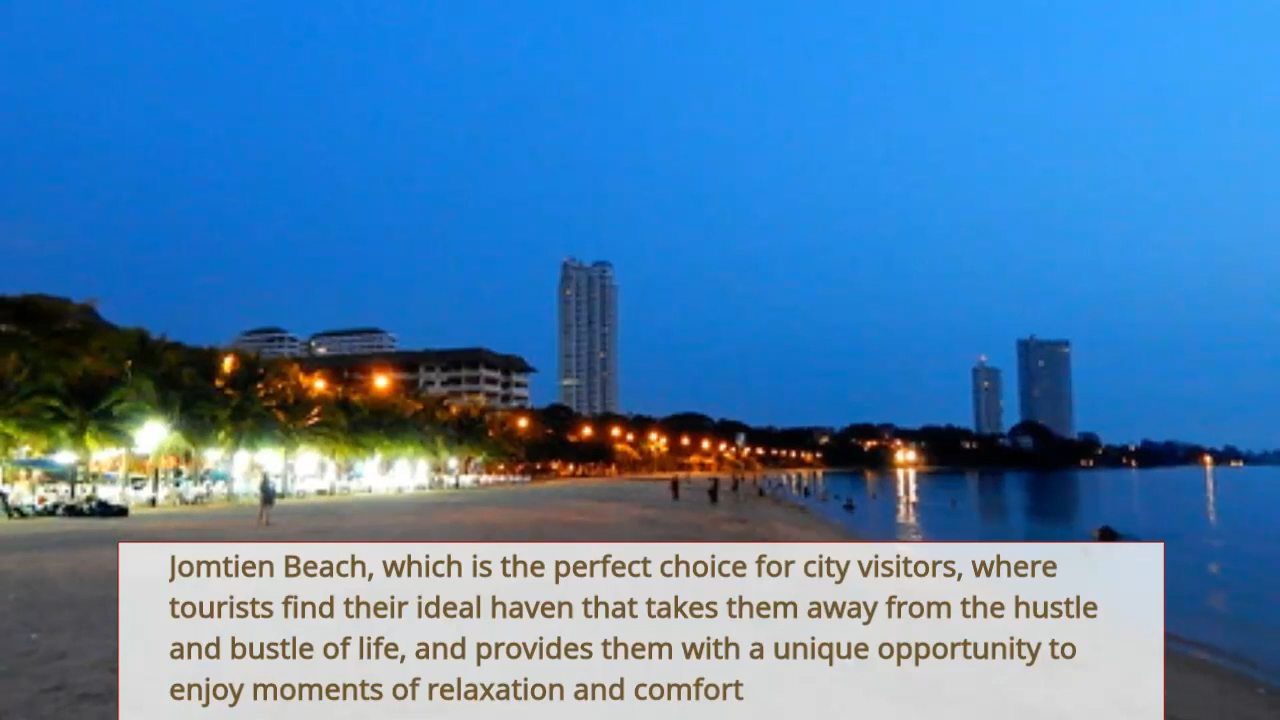 Jomtien Beach, which is the perfect choice for city visitors, where
tourists find their ideal haven that takes them away from the hustle
and bustle of life, and provides them with a unique opportunity to
enjoy moments of relaxation and comfort